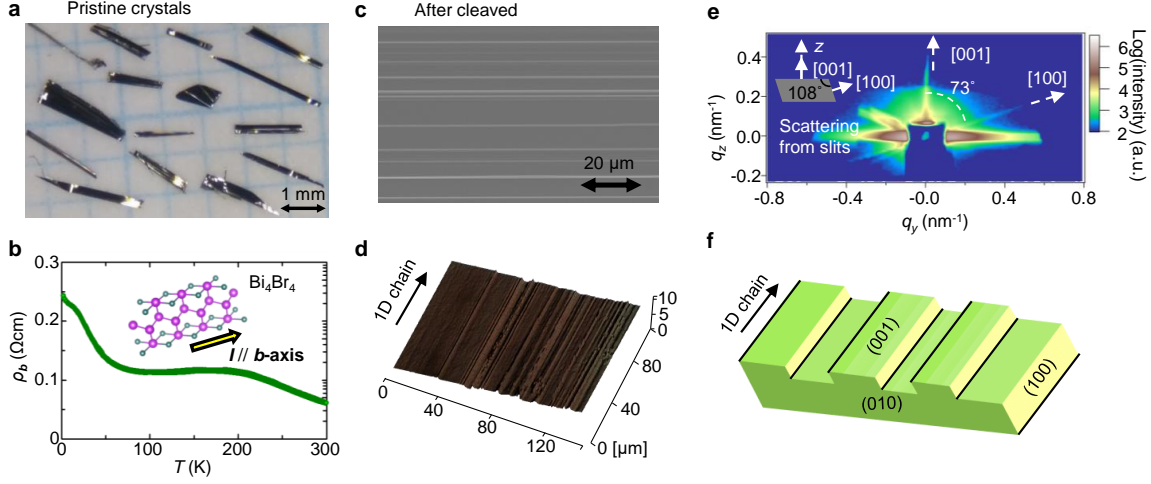 a Pristine crystals
1 mm
b
0.3
0.2
0.1
0
0 100 200 300
ρb (Ωcm)
T (K)
Bi4Br4
I // b-axis
c After cleaved
20 μm
d
1D chain
10
5
0
80
40
0 [μm]
0
40
80
120
e
z
[001]
[100]
108°
[001]
73°
[100]
Scattering
from slits
0.4
0.2
0.0
-0.2
qz (nm-1)
-0.8 -0.4 0.0 0.4 0.8
qy (nm-1)
6
5
4
3
2
Log(intensity) (a.u.)
f
1D chain
(001)
(010)
(100)